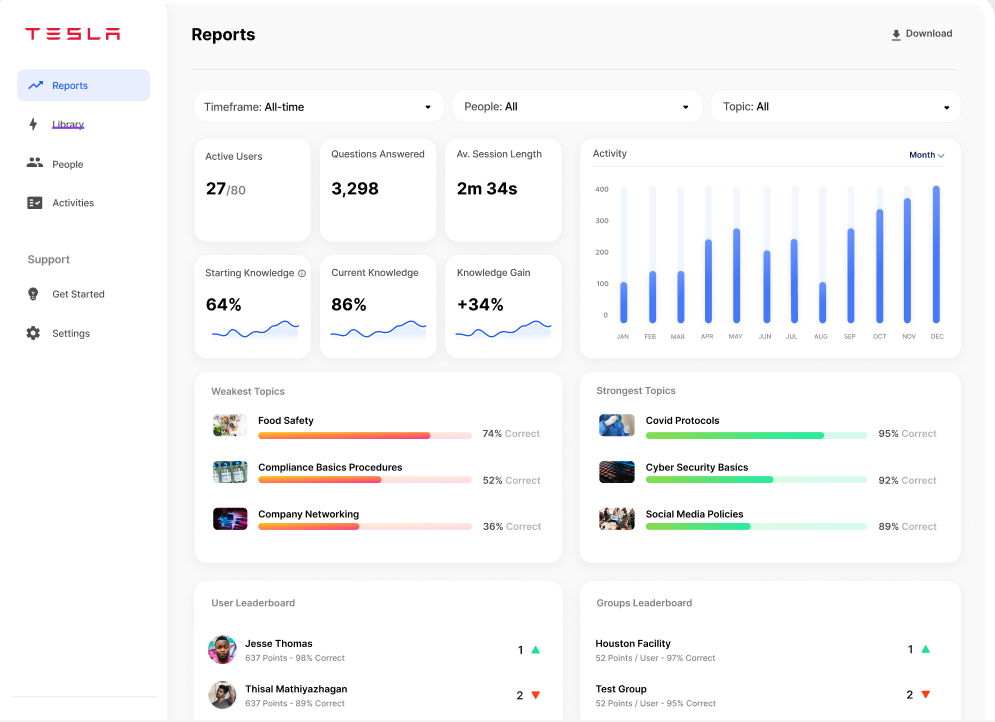 TESLA
Reports
Library
People
Activities
Support
Get Started
Settings
Reports
Download
Timeframe: All-time
People: All
Topic: All
Active Users
27/80
Questions Answered
3,298
Av. Session Length
2m 34s
Starting Knowledge
64%
Current Knowledge
86%
Knowledge Gain
+34%
Activity
Month
400
300
200
100
0
JAN FEB MAR APR MAY JUN JUL AUG SEP OCT NOV DEC
Weakest Topics
Food Safety
74% Correct
Compliance Basics Procedures
52% Correct
Company Networking
36% Correct
Strongest Topics
Covid Protocols
95% Correct
Cyber Security Basics
92% Correct
Social Media Policies
89% Correct
User Leaderboard
Jesse Thomas
637 Points - 98% Correct
1
Thisal Mathiyazhagan
637 Points - 89% Correct
2
Groups Leaderboard
Houston Facility
52 Points / User - 97% Correct
1
Test Group
52 Points / User - 95% Correct
2